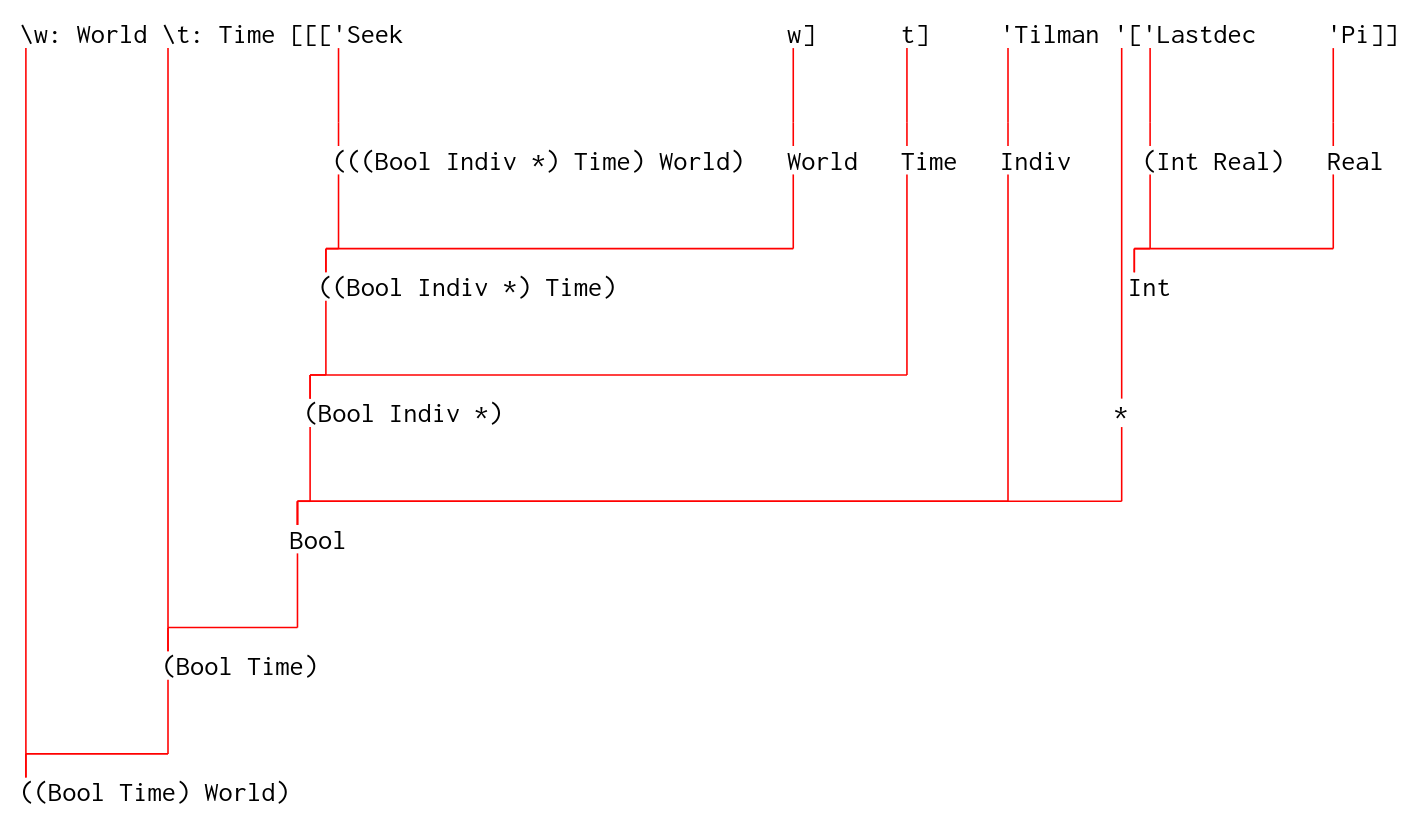 \w: World \t: Time [[['Seek w] t] 'Tilman '['Lastdec 'Pi]]
(((Bool Indiv *) Time) World) World Time Indiv (Int Real) Real
((Bool Indiv *) Time) Int
(Bool Indiv *) *
Bool
(Bool Time)
((Bool Time) World)